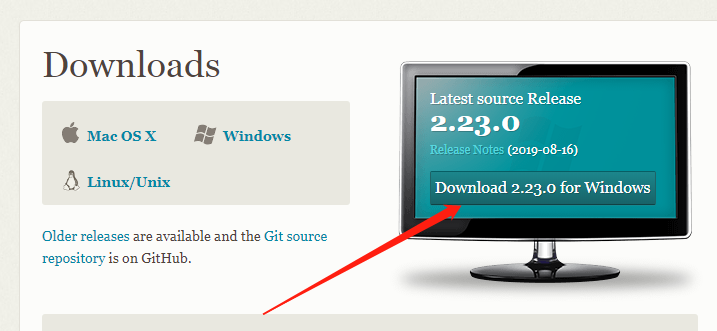 Downloads
Mac OS X
Windows
Linux/Unix
Older releases are available and the Git source
repository is on GitHub.
Latest source Release
2.23.0
Release Notes (2019-08-16)
Download 2.23.0 for Windows